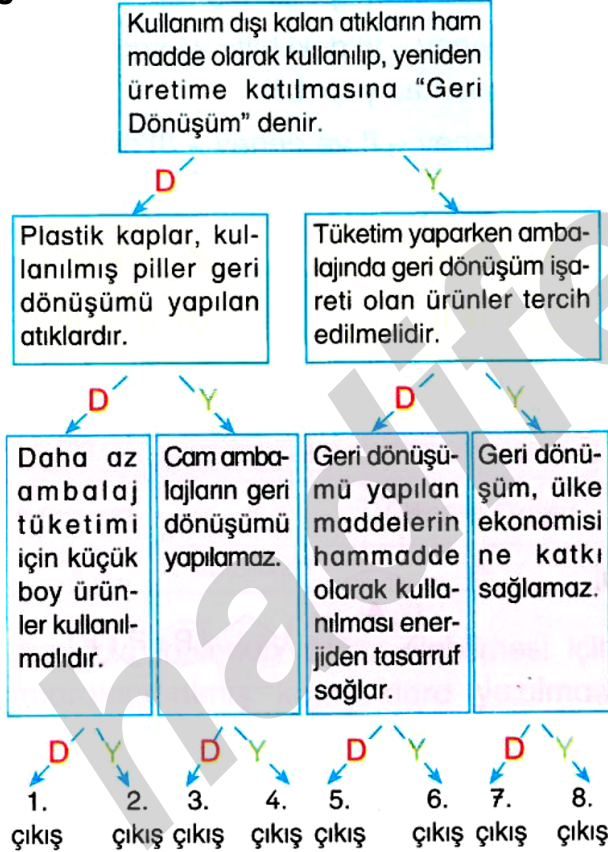 Kullanım dışı kalan atıkların ham
madde olarak kullanılıp, yeniden
üretime katılmasına “Geri
Dönüşüm” denir.
D
Y
Plastik kaplar, kul-
lanılmış piller geri
dönüşümü yapılan
atıklardır.
Tüketim yaparken amba-
lajında geri dönüşüm işa-
reti olan ürünler tercih
edilmelidir.
D
Y
D
Y
Daha az
ambalaj
tüketimi
için küçük
boy ürün-
ler kullanıl-
malıdır.
Cam amba-
lajların geri
dönüşümü
yapılamaz.
Geri dönüşü-
mü yapılan
maddelerin
hammadde
olarak kulla-
nılması ener-
jiden tasarruf
sağlar.
Geri dönü-
şüm, ülke
ekonomisi
ne katkı
sağlamaz.
D
Y
D
Y
D
Y
D
Y
1.
çıkış
2.
çıkış
3.
çıkış
4.
çıkış
5.
çıkış
6.
çıkış
7.
çıkış
8.
çıkış
hadife